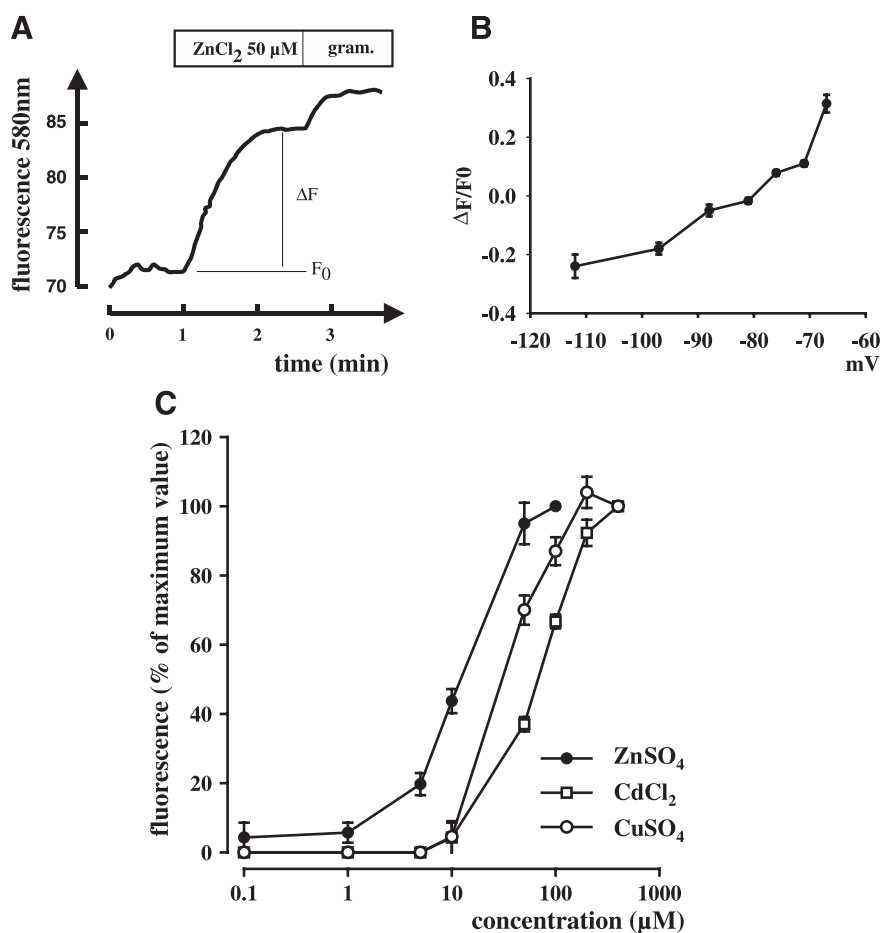 A
ZnCl2 50 µM
gram.
fluorescence 580nm
85
80
75
70
ΔF
F0
0
1
2
3
time (min)
B
ΔF/F0
0.4
0.2
0.0
-0.2
-0.4
-120
-110
-100
-90
-80
-70
-60
mV
C
fluorescence (% of maximum value)
120
100
80
60
40
20
0
ZnSO4
CdCl2
CuSO4
0.1
1
10
100
1000
concentration (µM)